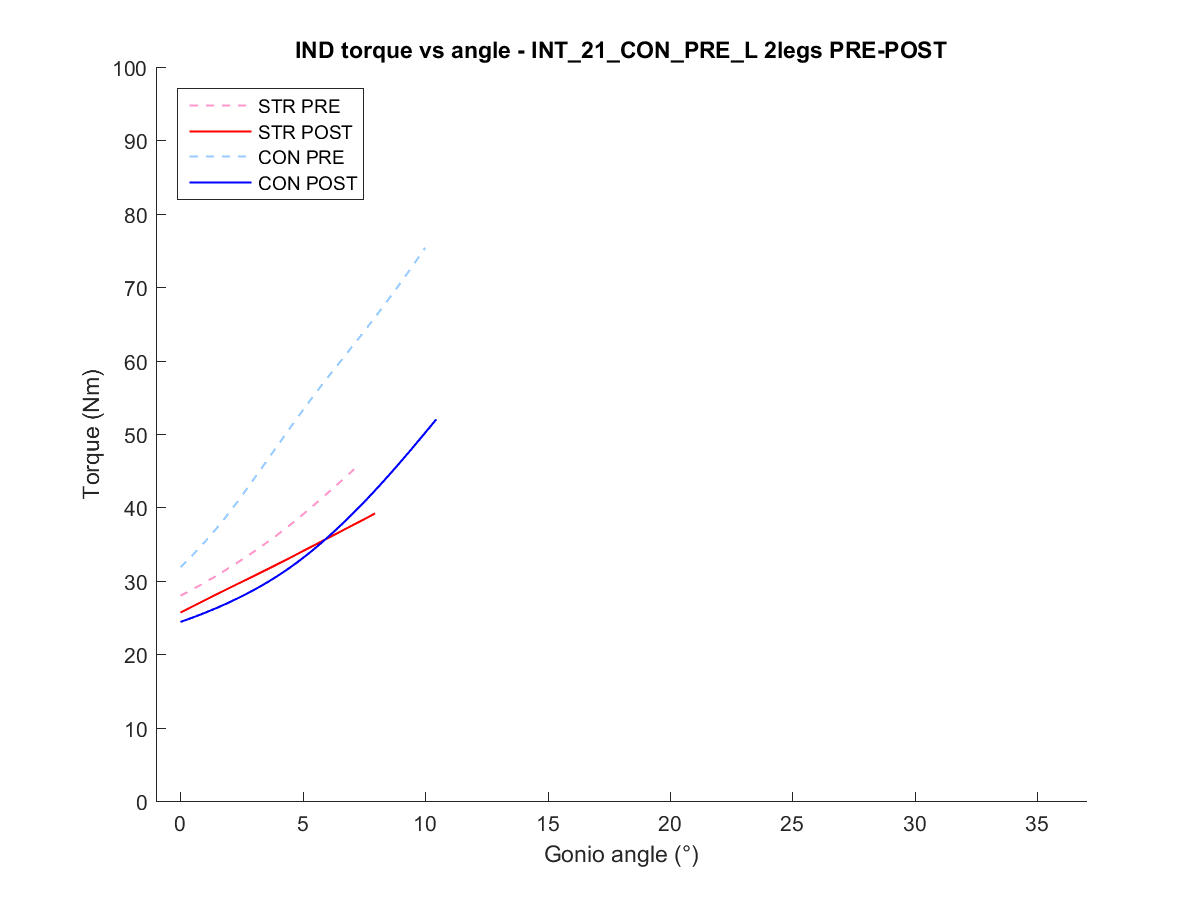 IND torque vs angle - INT_21_CON_PRE_L 2legs PRE-POST
STR PRE
STR POST
CON PRE
CON POST
100
90
80
70
60
50
40
30
20
10
0
Torque (Nm)
0 5 10 15 20 25 30 35
Gonio angle (°)